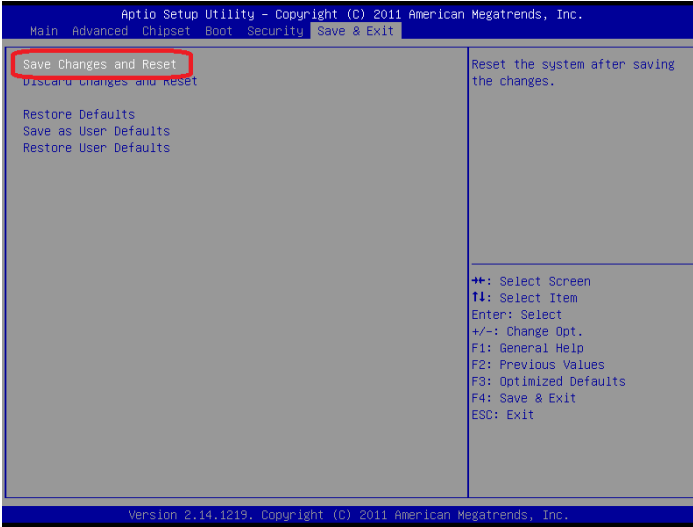 Aptio Setup Utility – Copyright (C) 2011 American Megatrends, Inc.
Main Advanced Chipset Boot Security Save & Exit
Save Changes and Reset
Discard Changes and Reset
Restore Defaults
Save as User Defaults
Restore User Defaults
Reset the system after saving
the changes.
→←: Select Screen
↑↓: Select Item
Enter: Select
+/-: Change Opt.
F1: General Help
F2: Previous Values
F3: Optimized Defaults
F4: Save & Exit
ESC: Exit
Version 2.14.1219. Copyright (C) 2011 American Megatrends, Inc.